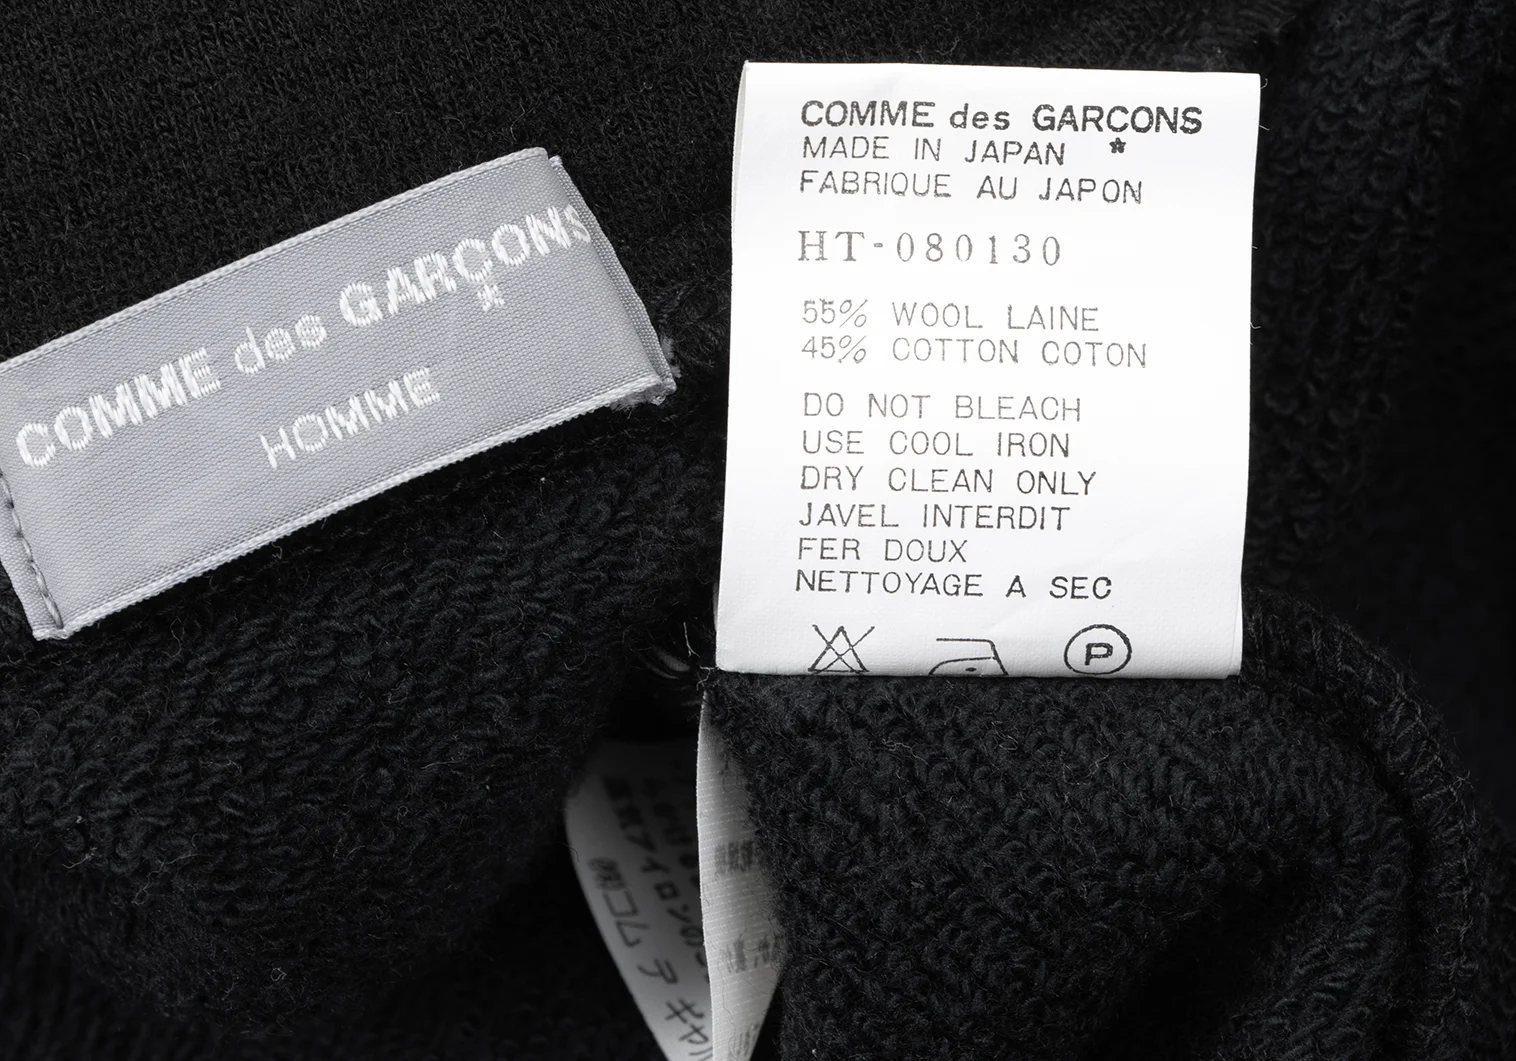 COMME des GARÇONS
HOMME
COMME des GARÇONS
MADE IN JAPAN *
FABRIQUE AU JAPON
HT-080130
55% WOOL LAINE
45% COTTON COTON
DO NOT BLEACH
USE COOL IRON
DRY CLEAN ONLY
JAVEL INTERDIT
FER DOUX
NETTOYAGE A SEC
P